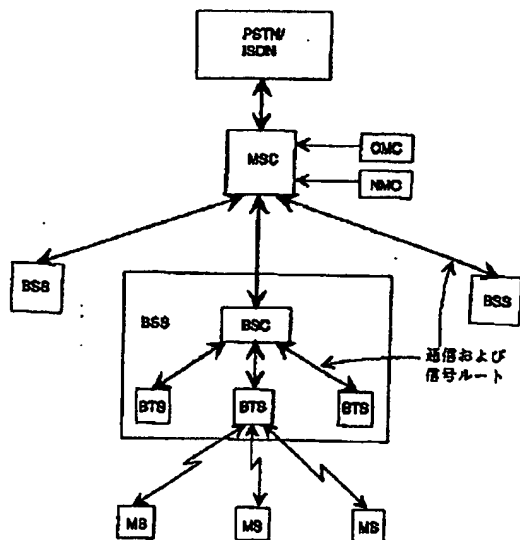 PSTN/
ISDN
MSC
OMC
NMC
BSS
BSS
BSS
BSC
通信および
信号ルート
BTS
BTS
BTS
MS
MS
MS